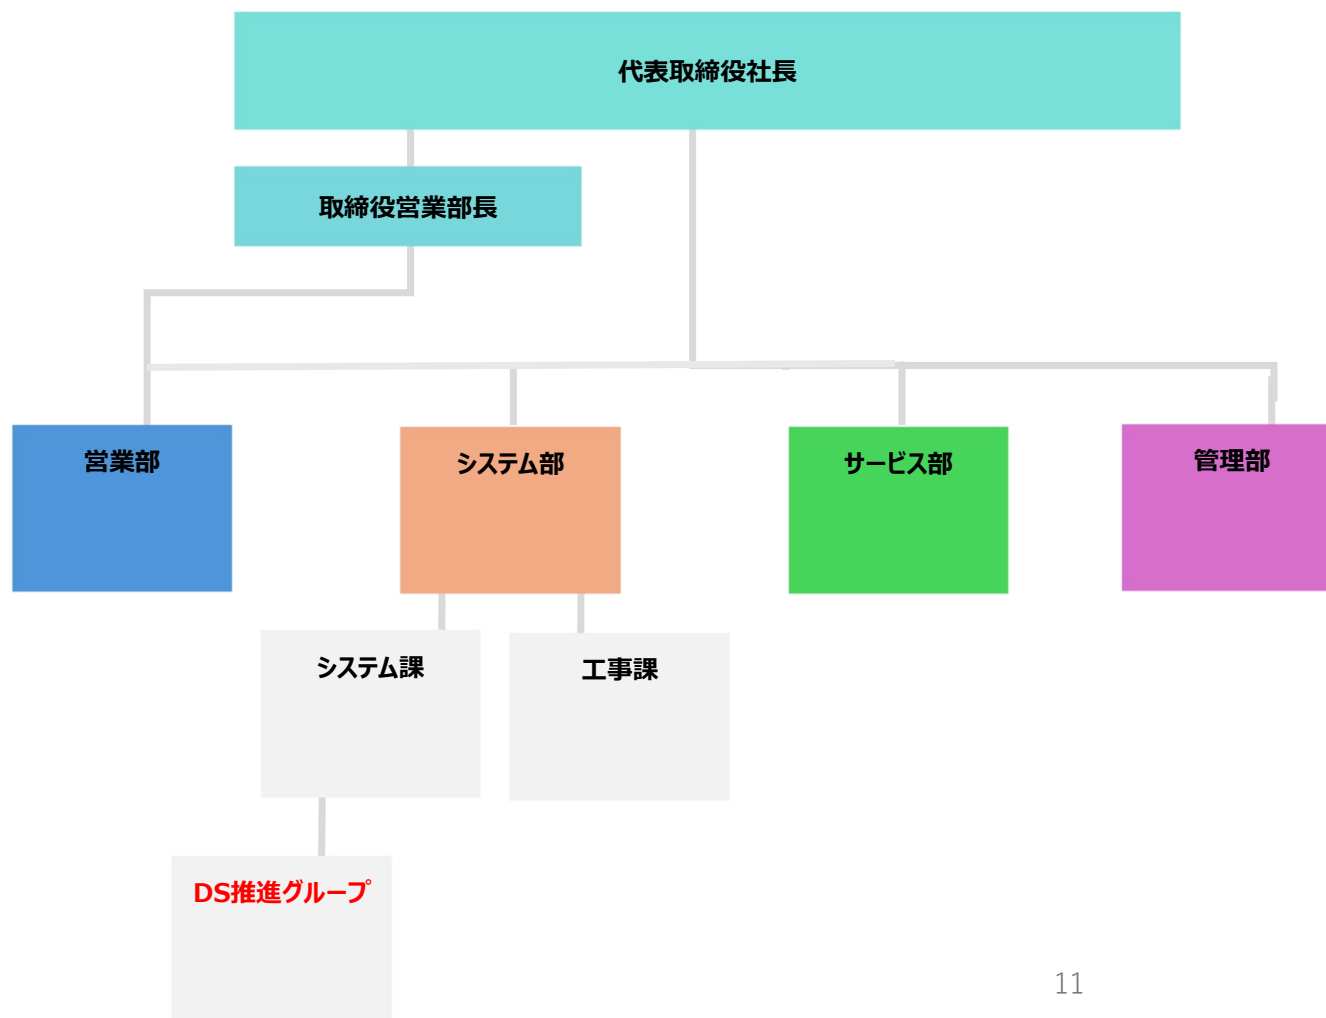 代表取締役社長
取締役営業部長
営業部
システム部
サービス部
管理部
システム課
工事課
DS推進グループ
11